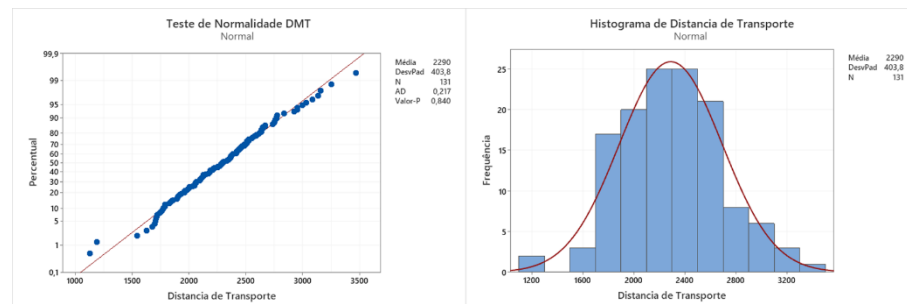 Teste de Normalidade DMT
Normal
99,9
99
95
90
80
70
60
50
40
30
20
10
5
1
0,1
Percentual
1000 1500 2000 2500 3000 3500
Distancia de Transporte
Média 2290
DesvPad 403,8
N 131
AD 0,217
Valor-P 0,840
Histograma de Distancia de Transporte
Normal
25
20
15
10
5
0
Frequência
1200 1600 2000 2400 2800 3200
Distancia de Transporte
Média 2290
DesvPad 403,8
N 131